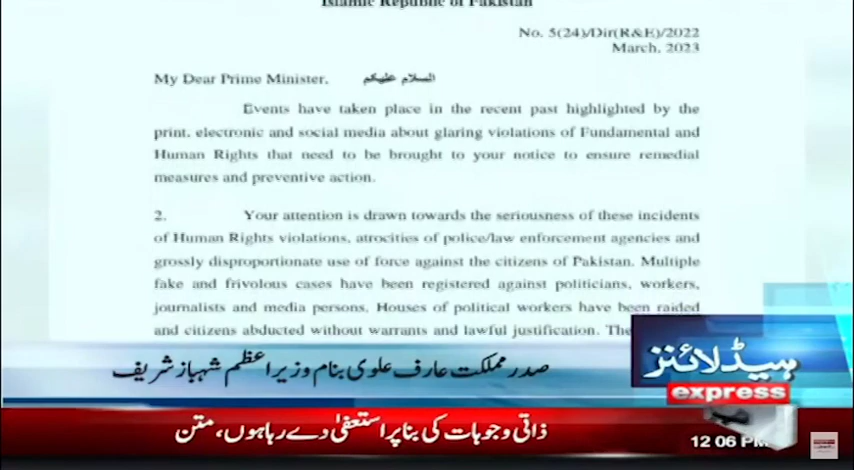 Islamic Republic of Pakistan
No. 5(24)/Dir(R&E)/2022
March, 2023
My Dear Prime Minister, السلام علیکم
Events have taken place in the recent past highlighted by the
print, electronic and social media about glaring violations of Fundamental and
Human Rights that need to be brought to your notice to ensure remedial
measures and preventive action.
2. Your attention is drawn towards the seriousness of these incidents
of Human Rights violations, atrocities of police/law enforcement agencies and
grossly disproportionate use of force against the citizens of Pakistan. Multiple
fake and frivolous cases have been registered against politicians, workers,
journalists and media persons. Houses of political workers have been raided
and citizens abducted without warrants and lawful justification. The
صدر مملکت عارف علوی بنام وزیر اعظم شہباز شریف
ہیڈلائنز
express
ذاتی وجوہات کی بنا پر استعفیٰ دے رہا ہوں، متن
12 06 PM